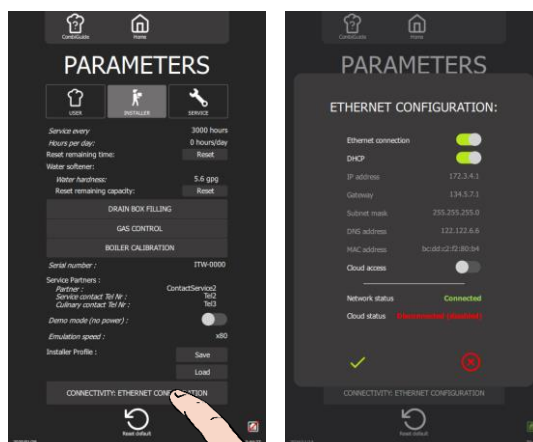 CombiGuide
Home
PARAMETERS
USER
INSTALLER
SERVICE
Service every 3000 hours
Hours per day: 0 hours/day
Reset remaining time: Reset
Water softener:
Water hardness: 5.6 gpg
Reset remaining capacity: Reset
DRAIN BOX FILLING
GAS CONTROL
BOILER CALIBRATION
Serial number : ITW-0000
Service Partners :
Partner : ContactService2
Service contact Tel Nr : Tel2
Culinary contact Tel Nr : Tel3
Demo mode (no power) :
Emulation speed : x80
Installer Profile : Save
Load
CONNECTIVITY: ETHERNET CONFIGURATION
Reset default
CombiGuide
Home
PARAMETERS
ETHERNET CONFIGURATION:
Ethernet connection
DHCP
IP address 172.3.4.1
Gateway 134.5.7.1
Subnet mask 255.255.255.0
DNS address 122.122.6.6
MAC address bc:dd:c2:f2:80:b4
Cloud access
Network status Connected
Cloud status Disconnected (disabled)
CONNECTIVITY: ETHERNET CONFIGURATION
Reset default